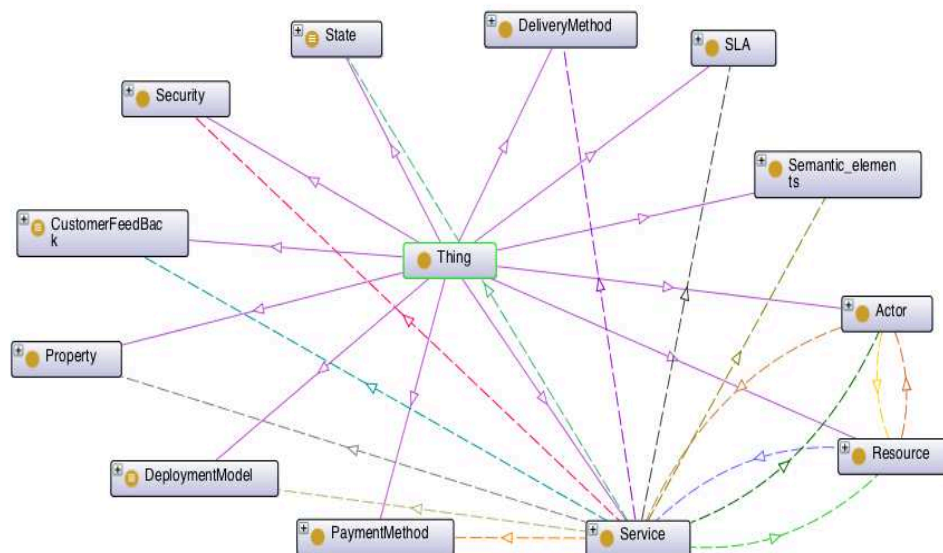 State
DeliveryMethod
SLA
Security
Semantic_elemen
ts
CustomerFeedBac
k
Thing
Actor
Property
Resource
DeploymentModel
PaymentMethod
Service